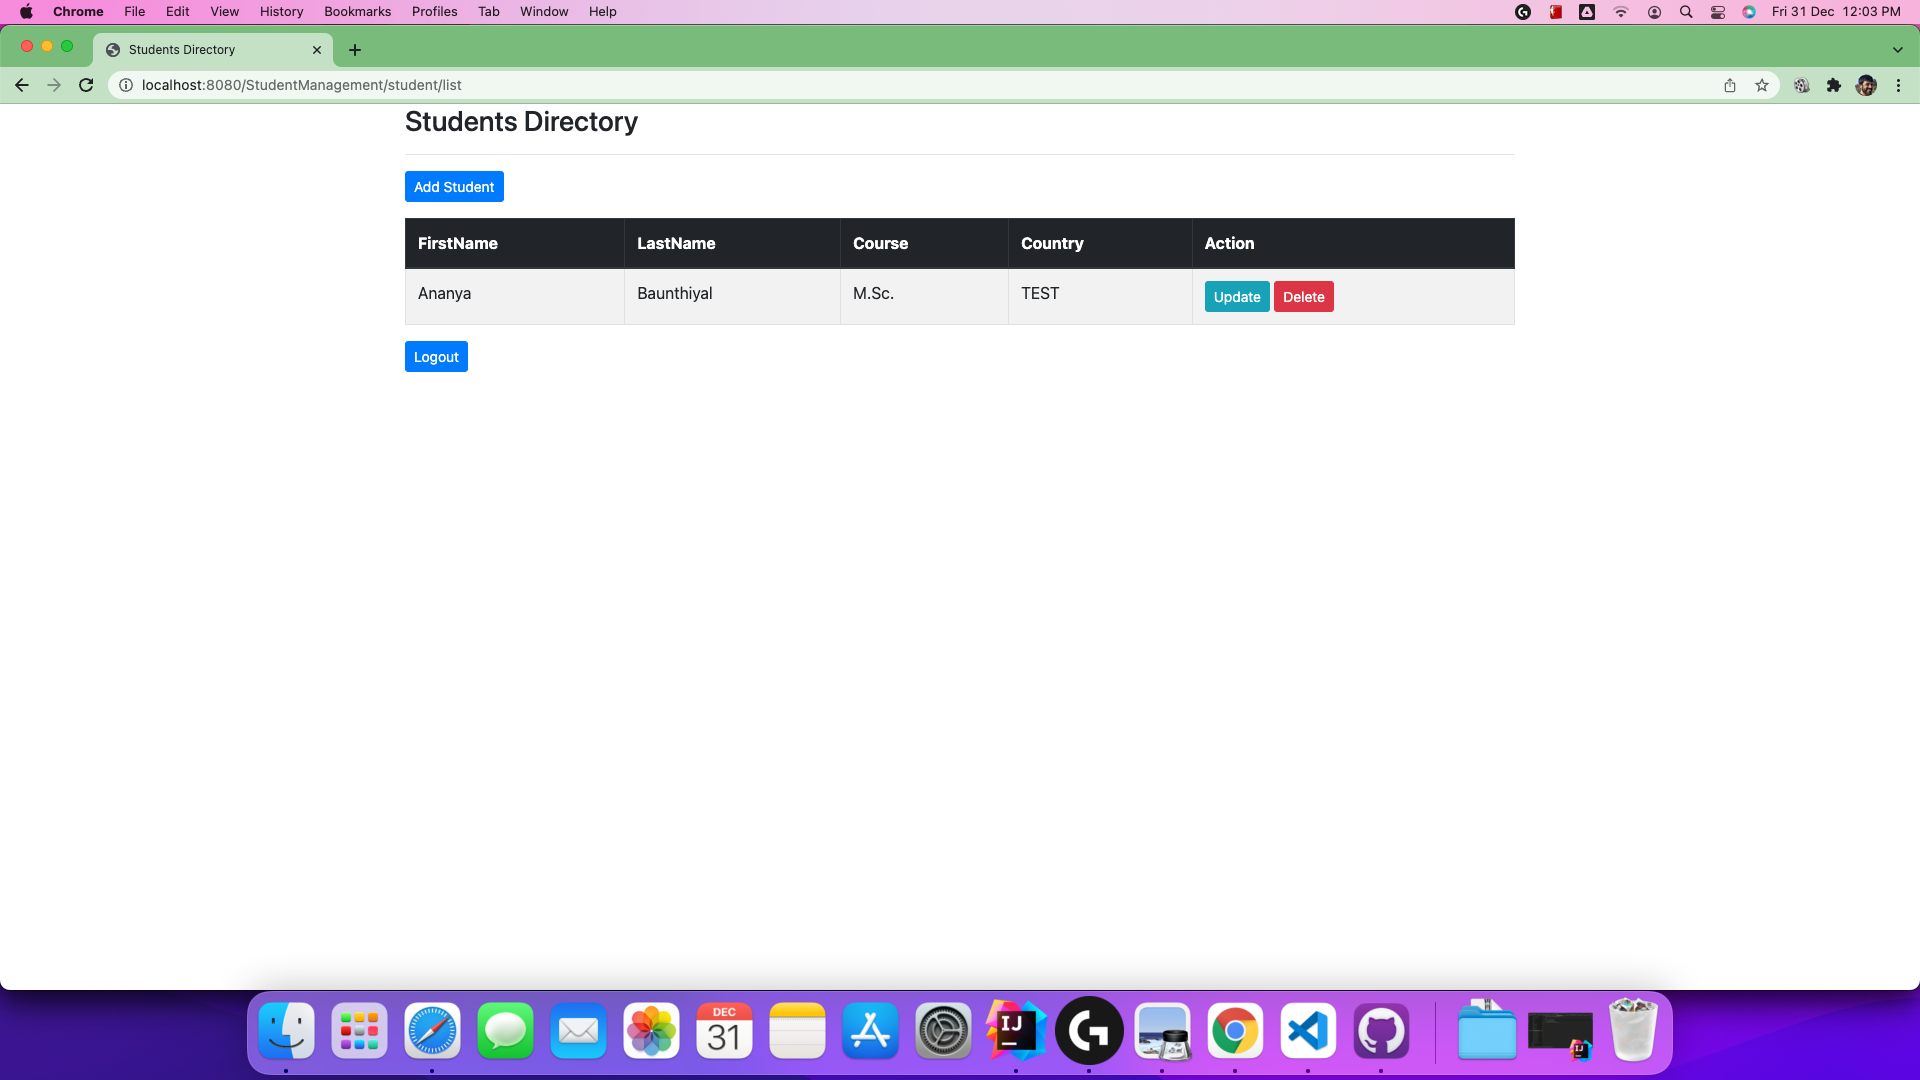 Chrome File Edit View History Bookmarks Profiles Tab Window Help Fri 31 Dec 12:03 PM
Students Directory
localhost:8080/StudentManagement/student/list
Students Directory
Add Student
FirstName LastName Course Country Action
Ananya Baunthiyal M.Sc. TEST Update Delete
Logout
DEC
31
IJ
IJ